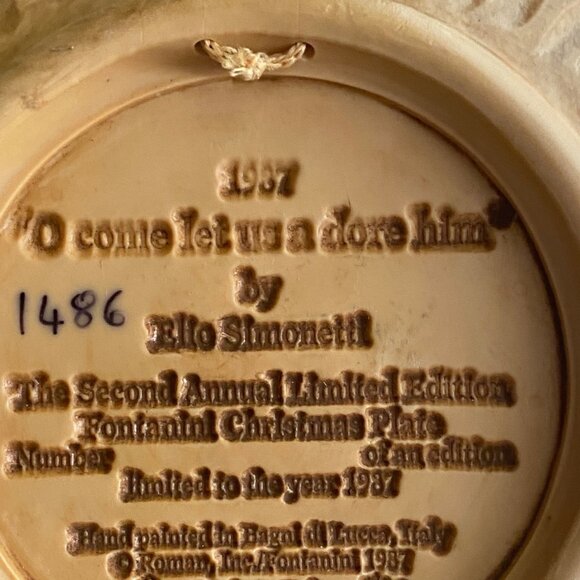 1987
"O come let us a dore him"
by
1486
Elio Simonetti
The Second Annual Limited Edition
Fontanini Christmas Plate
Number of an edition
limited to the year 1987
Hand painted in Bagni di Lucca, Italy
© Roman, Inc./Fontanini 1987